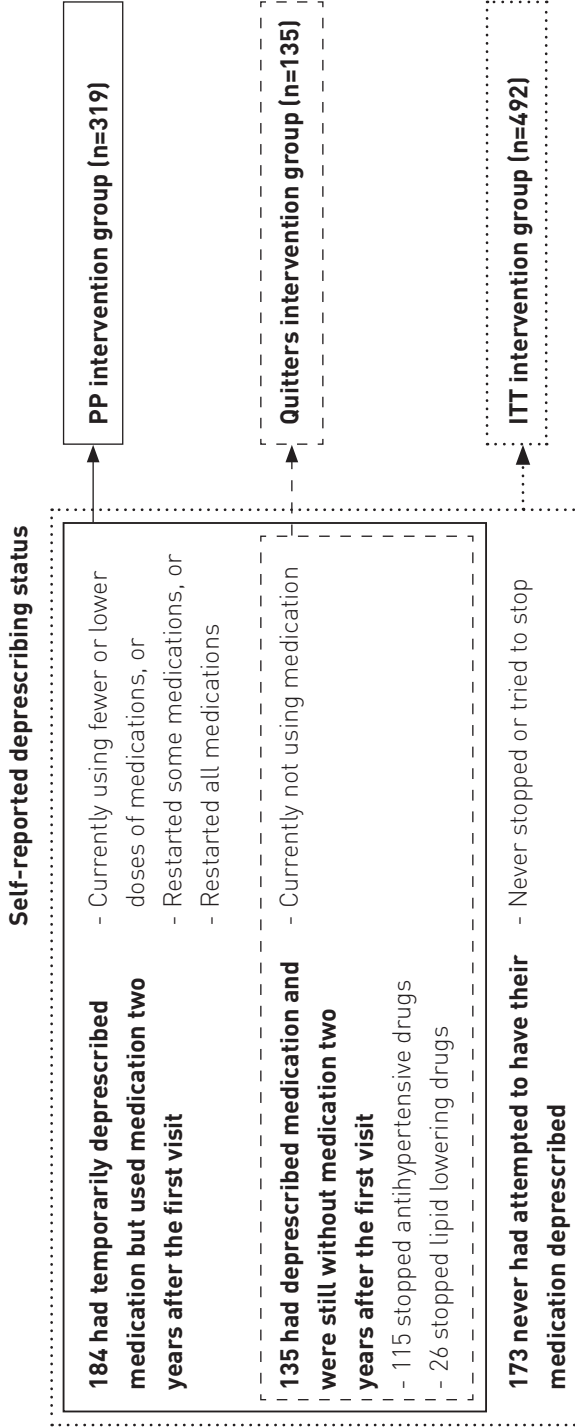 Self-reported deprescribing status
184 had temporarily deprescribed
medication but used medication two
years after the first visit
- Currently using fewer or lower
doses of medications, or
- Restarted some medications, or
- Restarted all medications
PP intervention group (n=319)
135 had deprescribed medication and
were still without medication two
years after the first visit
- 115 stopped antihypertensive drugs
- 26 stopped lipid lowering drugs
- Currently not using medication
Quitters intervention group (n=135)
173 never had attempted to have their
medication deprescribed
- Never stopped or tried to stop
ITT intervention group (n=492)